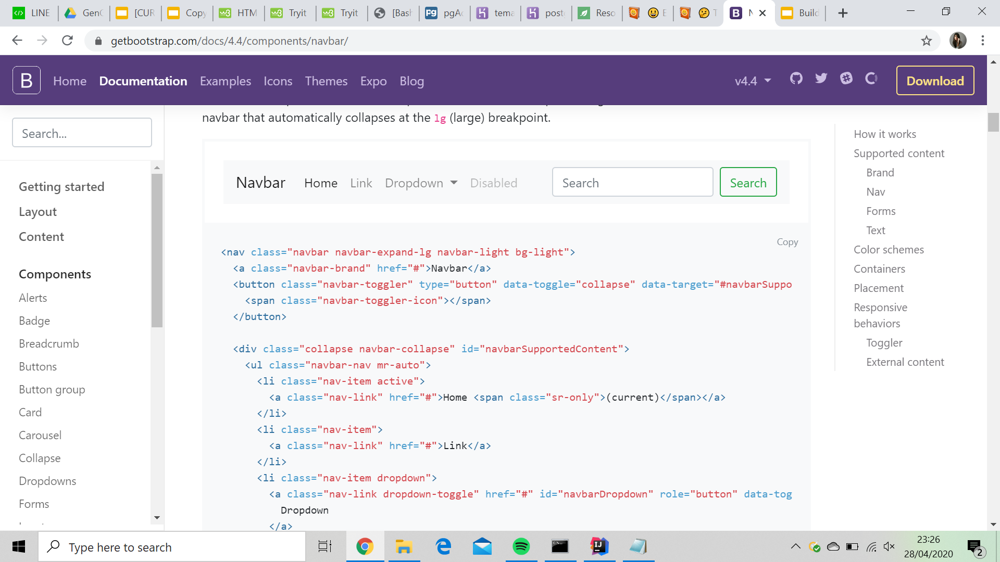 LINE
Gen
[CUR
Copy
HTM
Tryit
Tryit
[Bas
pgA
tema
post
Reso
E
T
N
Build
getbootstrap.com/docs/4.4/components/navbar/
B
Home
Documentation
Examples
Icons
Themes
Expo
Blog
v4.4
Download
Search...
Getting started
Layout
Content
Components
Alerts
Badge
Breadcrumb
Buttons
Button group
Card
Carousel
Collapse
Dropdowns
Forms
navbar that automatically collapses at the lg (large) breakpoint.
Navbar
Home
Link
Dropdown
Disabled
Search
Search
Copy
<nav class="navbar navbar-expand-lg navbar-light bg-light">
<a class="navbar-brand" href="#">Navbar</a>
<button class="navbar-toggler" type="button" data-toggle="collapse" data-target="#navbarSuppo
<span class="navbar-toggler-icon"></span>
</button>
<div class="collapse navbar-collapse" id="navbarSupportedContent">
<ul class="navbar-nav mr-auto">
<li class="nav-item active">
<a class="nav-link" href="#">Home <span class="sr-only">(current)</span></a>
</li>
<li class="nav-item">
<a class="nav-link" href="#">Link</a>
</li>
<li class="nav-item dropdown">
<a class="nav-link dropdown-toggle" href="#" id="navbarDropdown" role="button" data-tog
Dropdown
</a>
How it works
Supported content
Brand
Nav
Forms
Text
Color schemes
Containers
Placement
Responsive
behaviors
Toggler
External content
Type here to search
23:26
28/04/2020
2